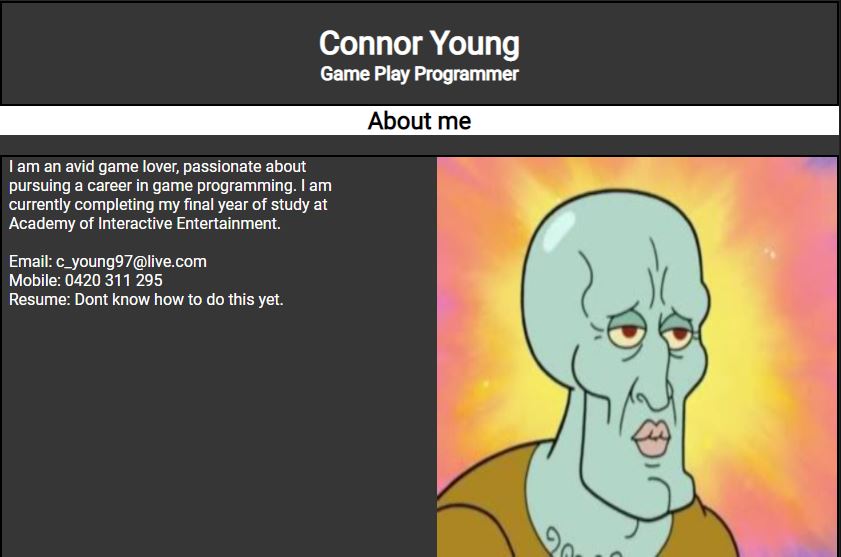 Connor Young
Game Play Programmer
About me
I am an avid game lover, passionate about
pursuing a career in game programming. I am
currently completing my final year of study at
Academy of Interactive Entertainment.
Email: c_young97@live.com
Mobile: 0420 311 295
Resume: Dont know how to do this yet.